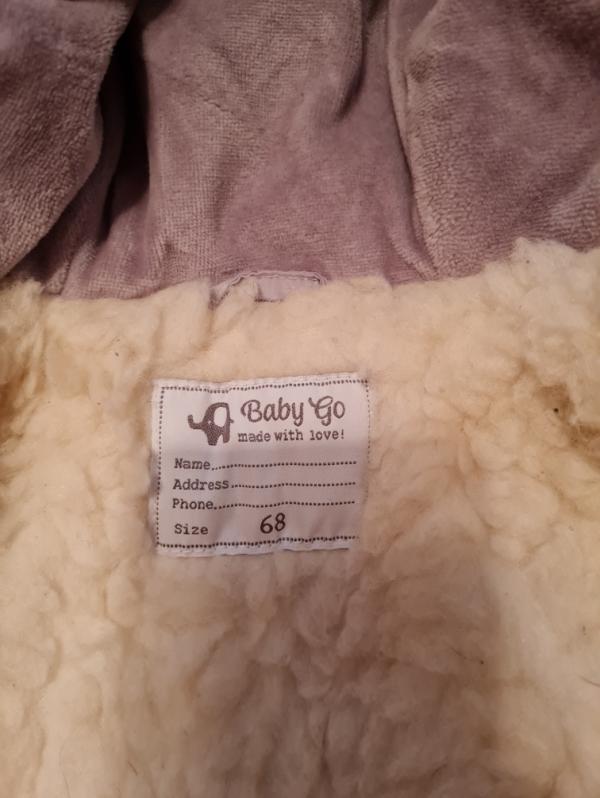 Baby Go
made with love!
Name
Address
Phone
Size 68